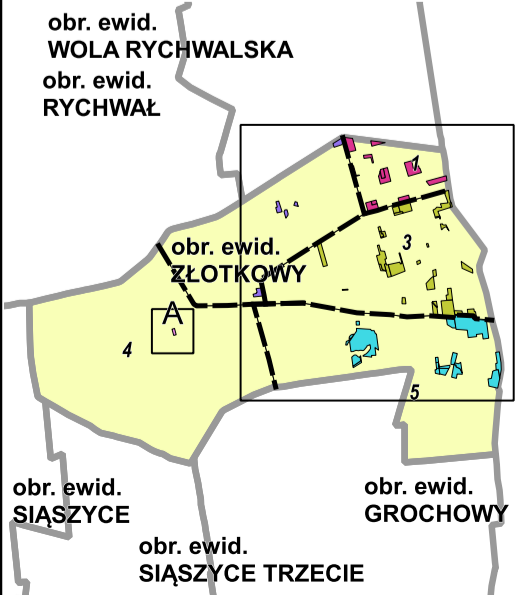 obr. ewid.
WOLA RYCHWALSKA
obr. ewid.
RYCHWAŁ
1
3
obr. ewid.
ZŁOTKOWY
A
4
5
obr. ewid.
SIĄSZYCE
obr. ewid.
GROCHOWY
obr. ewid.
SIĄSZYCE TRZECIE